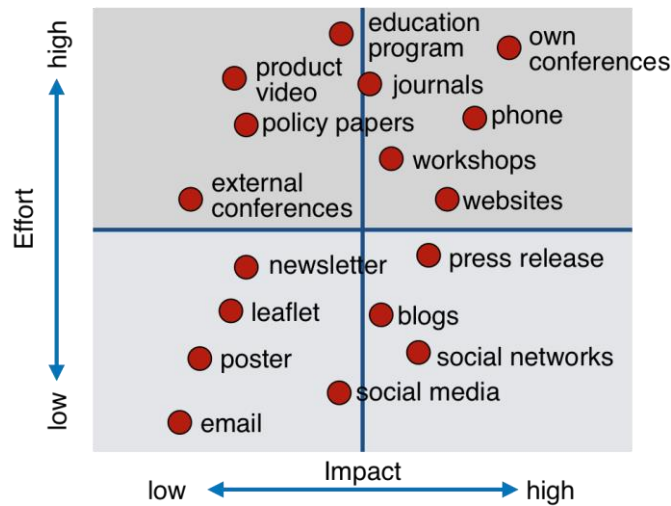 high
education
program
own
conferences
product
video
journals
policy papers
phone
workshops
external
conferences
websites
Effort
newsletter
press release
leaflet
blogs
poster
social networks
social media
email
low
Impact
low
high